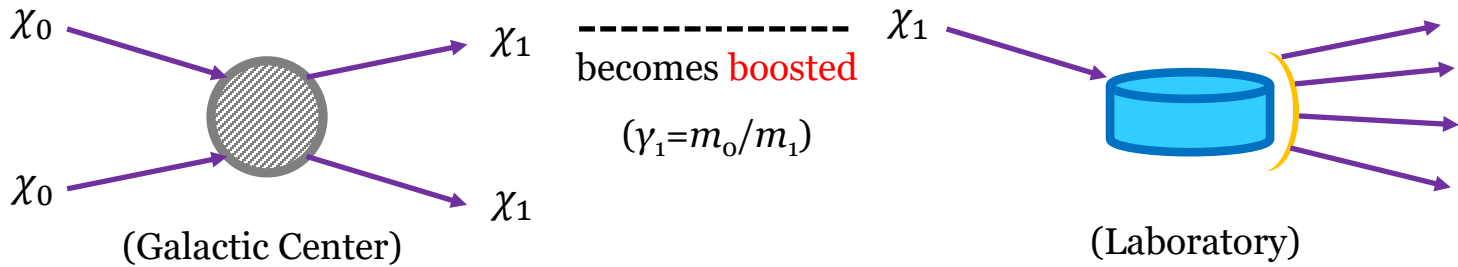 χ₀
χ₁
becomes boosted
(γ₁=m₀/m₁)
χ₀
χ₁
(Galactic Center)
χ₁
(Laboratory)